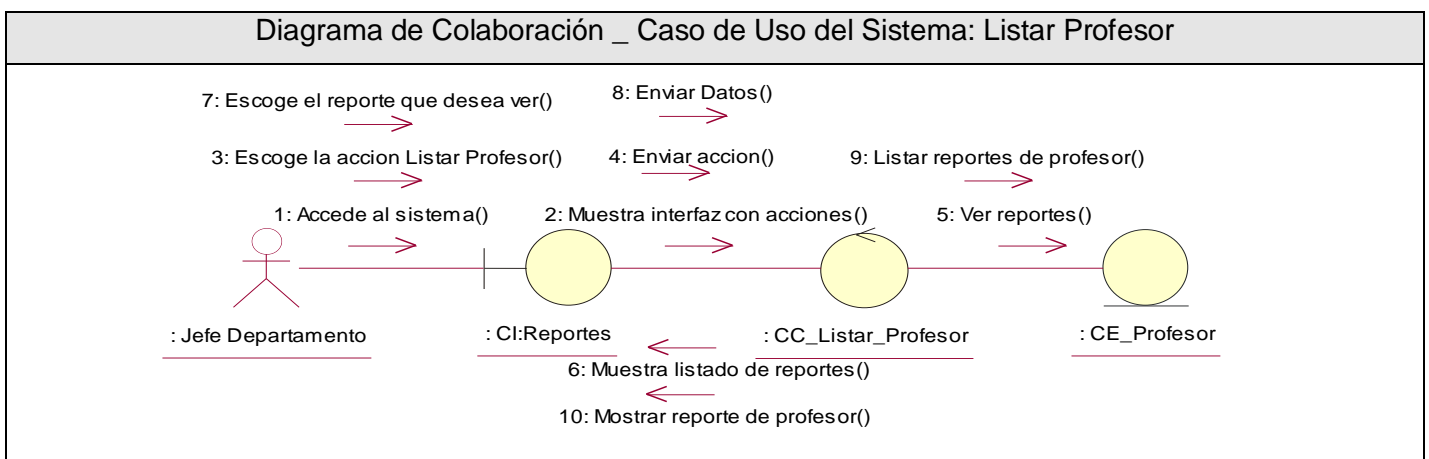 Diagrama de Colaboración _ Caso de Uso del Sistema: Listar Profesor
7: Escoge el reporte que desea ver()
8: Enviar Datos()
3: Escoge la accion Listar Profesor()
4: Enviar accion()
9: Listar reportes de profesor()
1: Accede al sistema()
2: Muestra interfaz con acciones()
5: Ver reportes()
: Jefe Departamento
: CI:Reportes
: CC_Listar_Profesor
: CE_Profesor
6: Muestra listado de reportes()
10: Mostrar reporte de profesor()